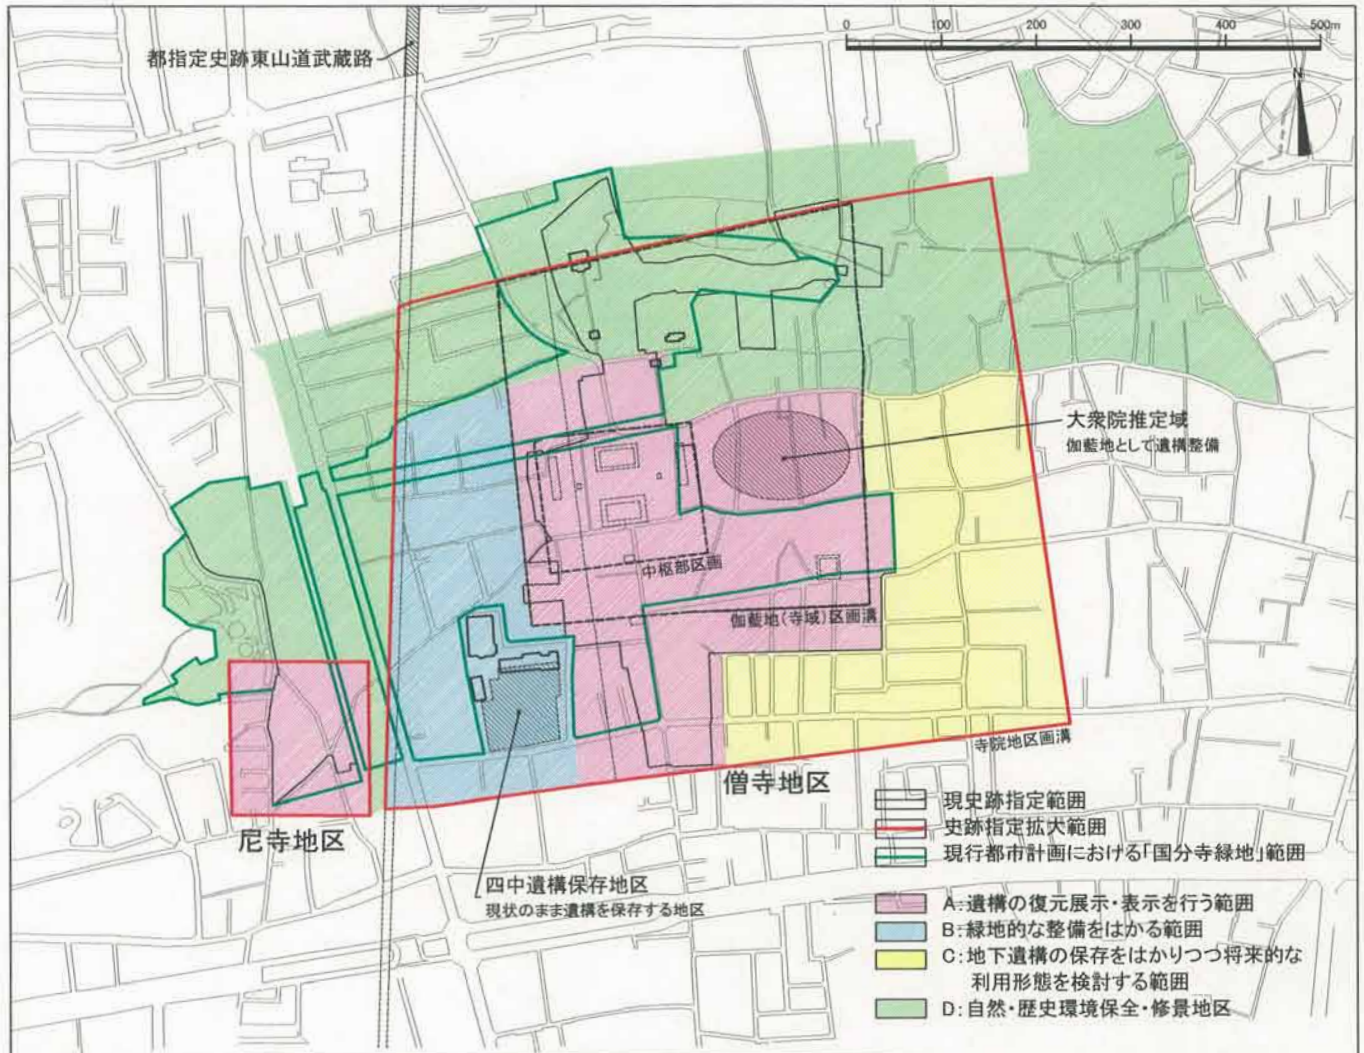 都指定史跡東山道武蔵路
0 100 200 300 400 500m
N
大衆院推定域
伽藍地として遺構整備
中枢部区画
伽藍地(寺域)区画溝
寺院地区画溝
僧寺地区
尼寺地区
四中遺構保存地区
現状のまま遺構を保存する地区
現史跡指定範囲
史跡指定拡大範囲
現行都市計画における「国分寺緑地」範囲
A:遺構の復元展示・表示を行う範囲
B:緑地的な整備をはかる範囲
C:地下遺構の保存をはかりつつ将来的な
利用形態を検討する範囲
D:自然・歴史環境保全・修景地区